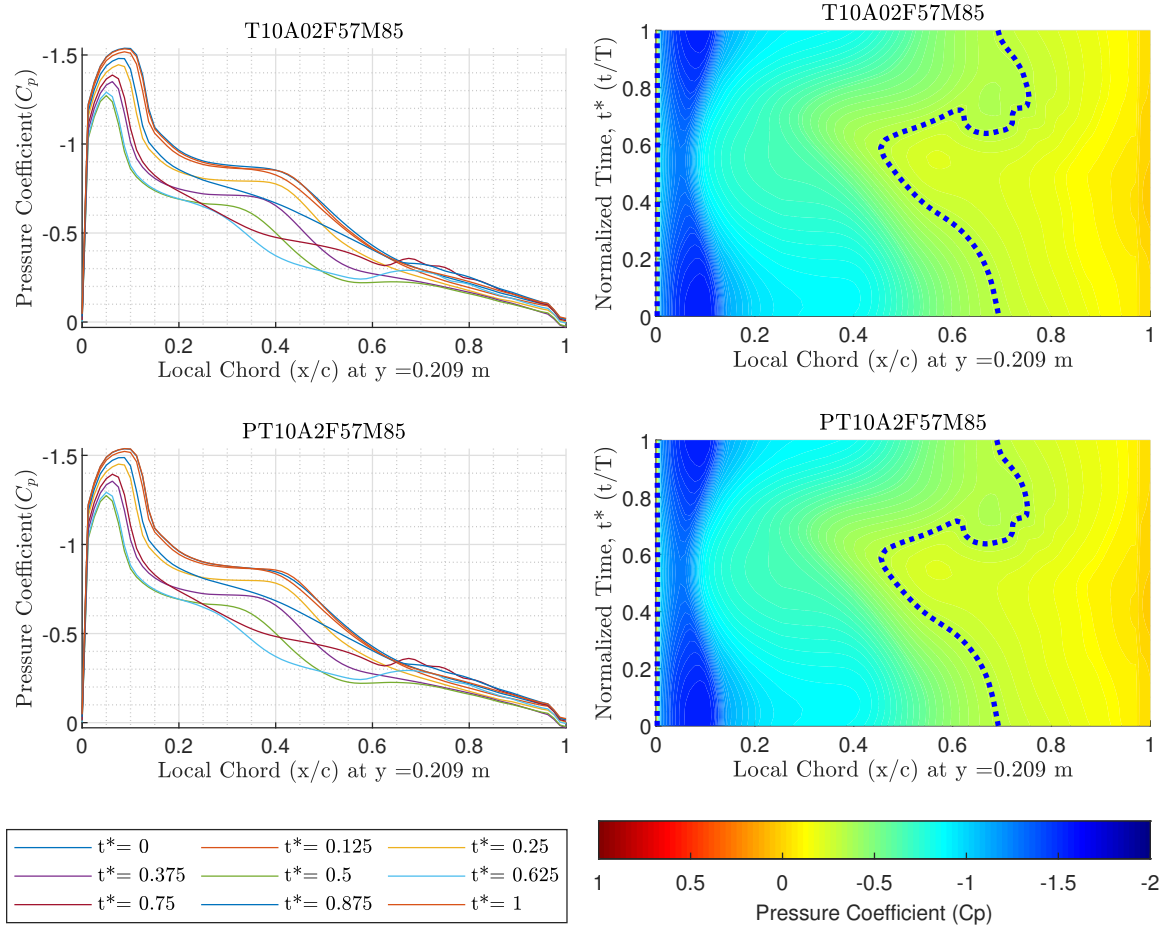 T10A02F57M85
Pressure Coefficient(Cp)
-1.5
-1
-0.5
0
0 0.2 0.4 0.6 0.8 1
Local Chord (x/c) at y =0.209 m
T10A02F57M85
Normalized Time, t* (t/T)
1
0.8
0.6
0.4
0.2
0
0 0.2 0.4 0.6 0.8 1
Local Chord (x/c) at y =0.209 m
PT10A2F57M85
Pressure Coefficient(Cp)
-1.5
-1
-0.5
0
0 0.2 0.4 0.6 0.8 1
Local Chord (x/c) at y =0.209 m
PT10A2F57M85
Normalized Time, t* (t/T)
1
0.8
0.6
0.4
0.2
0
0 0.2 0.4 0.6 0.8 1
Local Chord (x/c) at y =0.209 m
t*= 0 t*= 0.125 t*= 0.25
t*= 0.375 t*= 0.5 t*= 0.625
t*= 0.75 t*= 0.875 t*= 1
1 0.5 0 -0.5 -1 -1.5 -2
Pressure Coefficient (Cp)